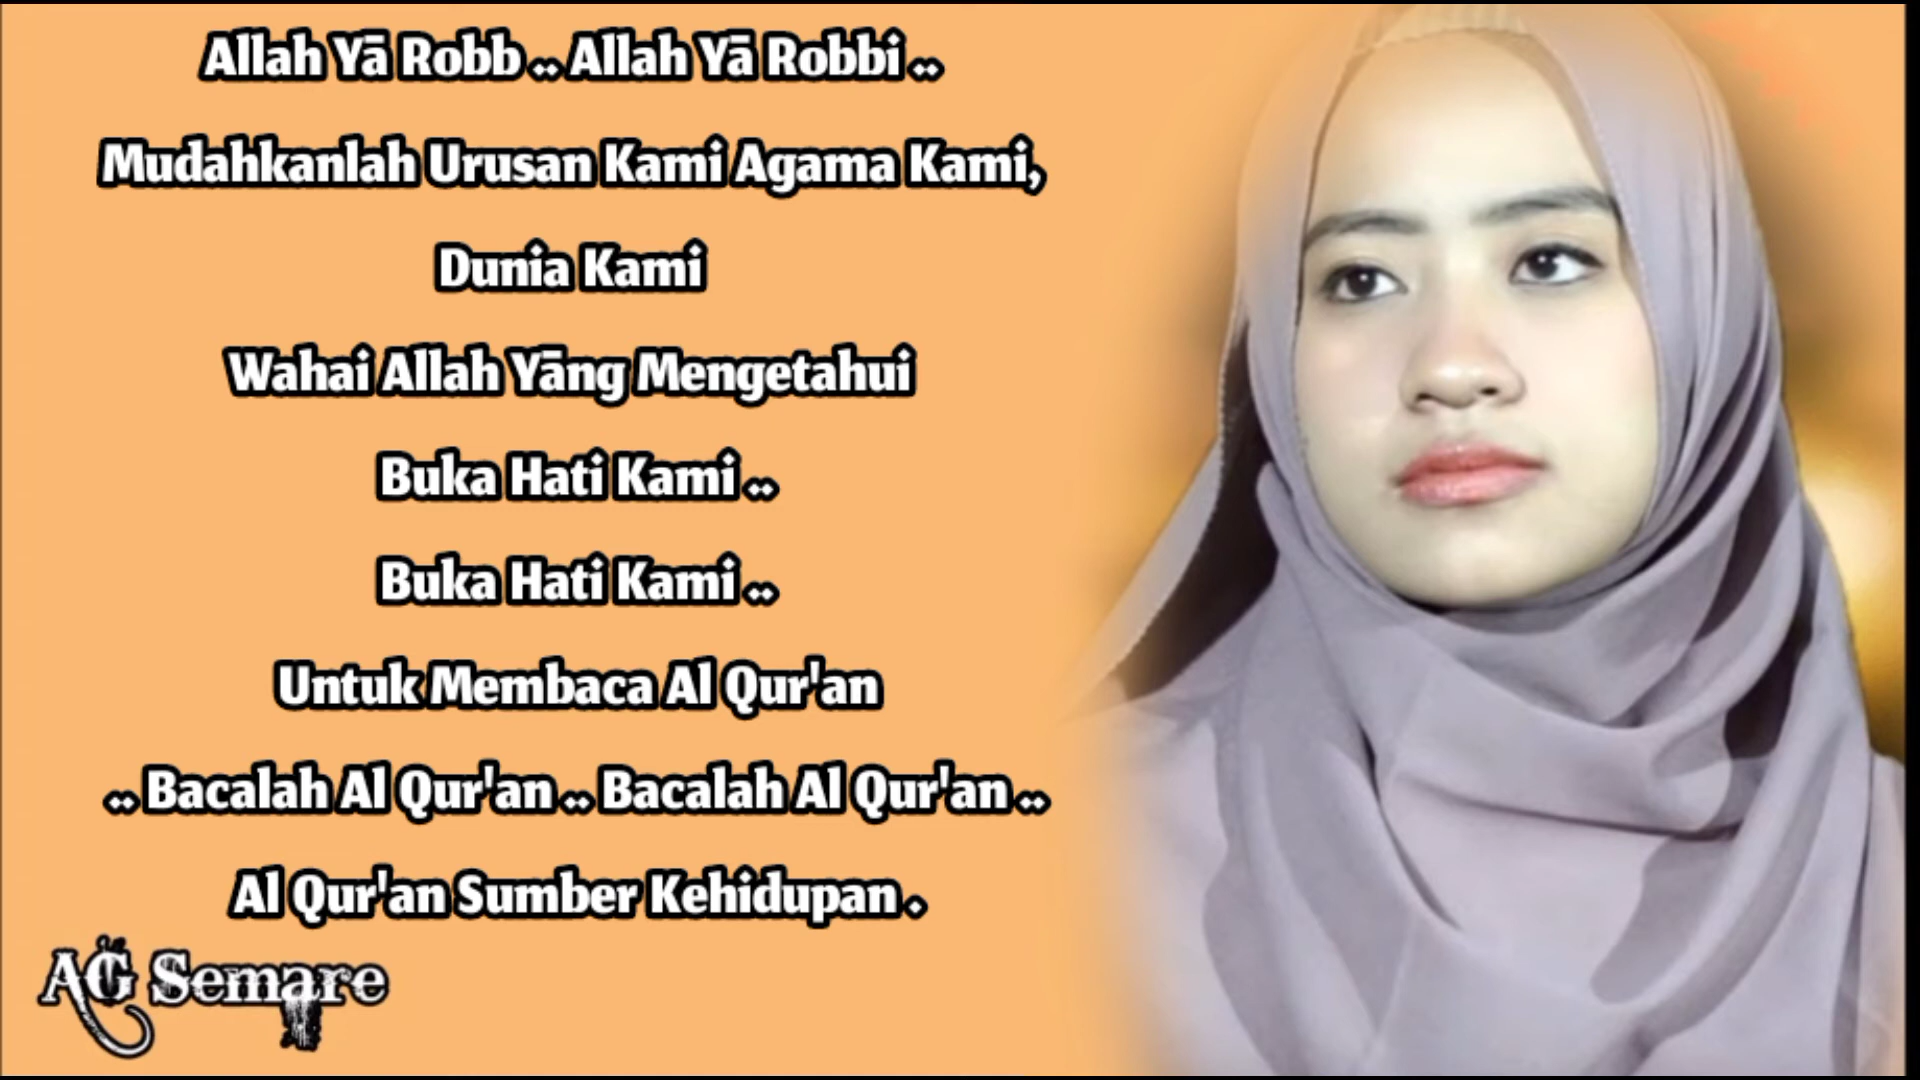 Allah Yā Robb .. Allah Yā Robbi ..
Mudahkanlah Urusan Kami Agama Kami,
Dunia Kami
Wahai Allah Yāng Mengetahui
Buka Hati Kami ..
Buka Hati Kami ..
Untuk Membaca Al Qur'an
.. Bacalah Al Qur'an .. Bacalah Al Qur'an ..
Al Qur'an Sumber Kehidupan .
AG Semare